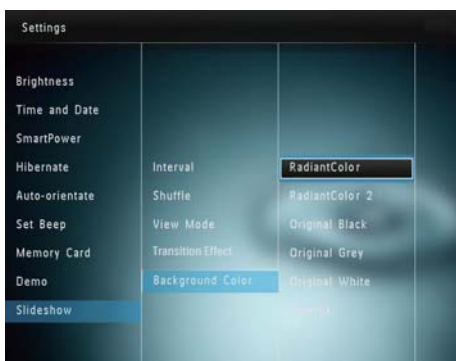 Settings
Brightness
Time and Date
SmartPower
Hibernate
Auto-orientate
Set Beep
Memory Card
Demo
Slideshow
Interval
Shuffle
View Mode
Transition Effect
Background Color
RadiantColor
RadiantColor 2
Original Black
Original Grey
Original White